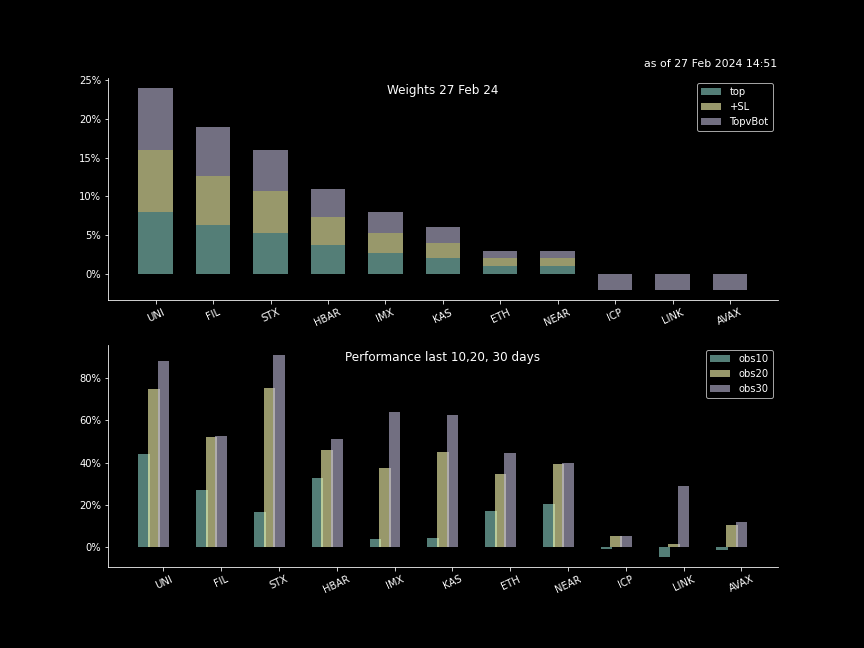 as of 27 Feb 2024 14:51
Weights 27 Feb 24
25%
20%
15%
10%
5%
0%
top
+SL
TopvBot
UNI
FIL
STX
HBAR
IMX
KAS
ETH
NEAR
ICP
LINK
AVAX
Performance last 10,20, 30 days
80%
60%
40%
20%
0%
obs10
obs20
obs30
UNI
FIL
STX
HBAR
IMX
KAS
ETH
NEAR
ICP
LINK
AVAX